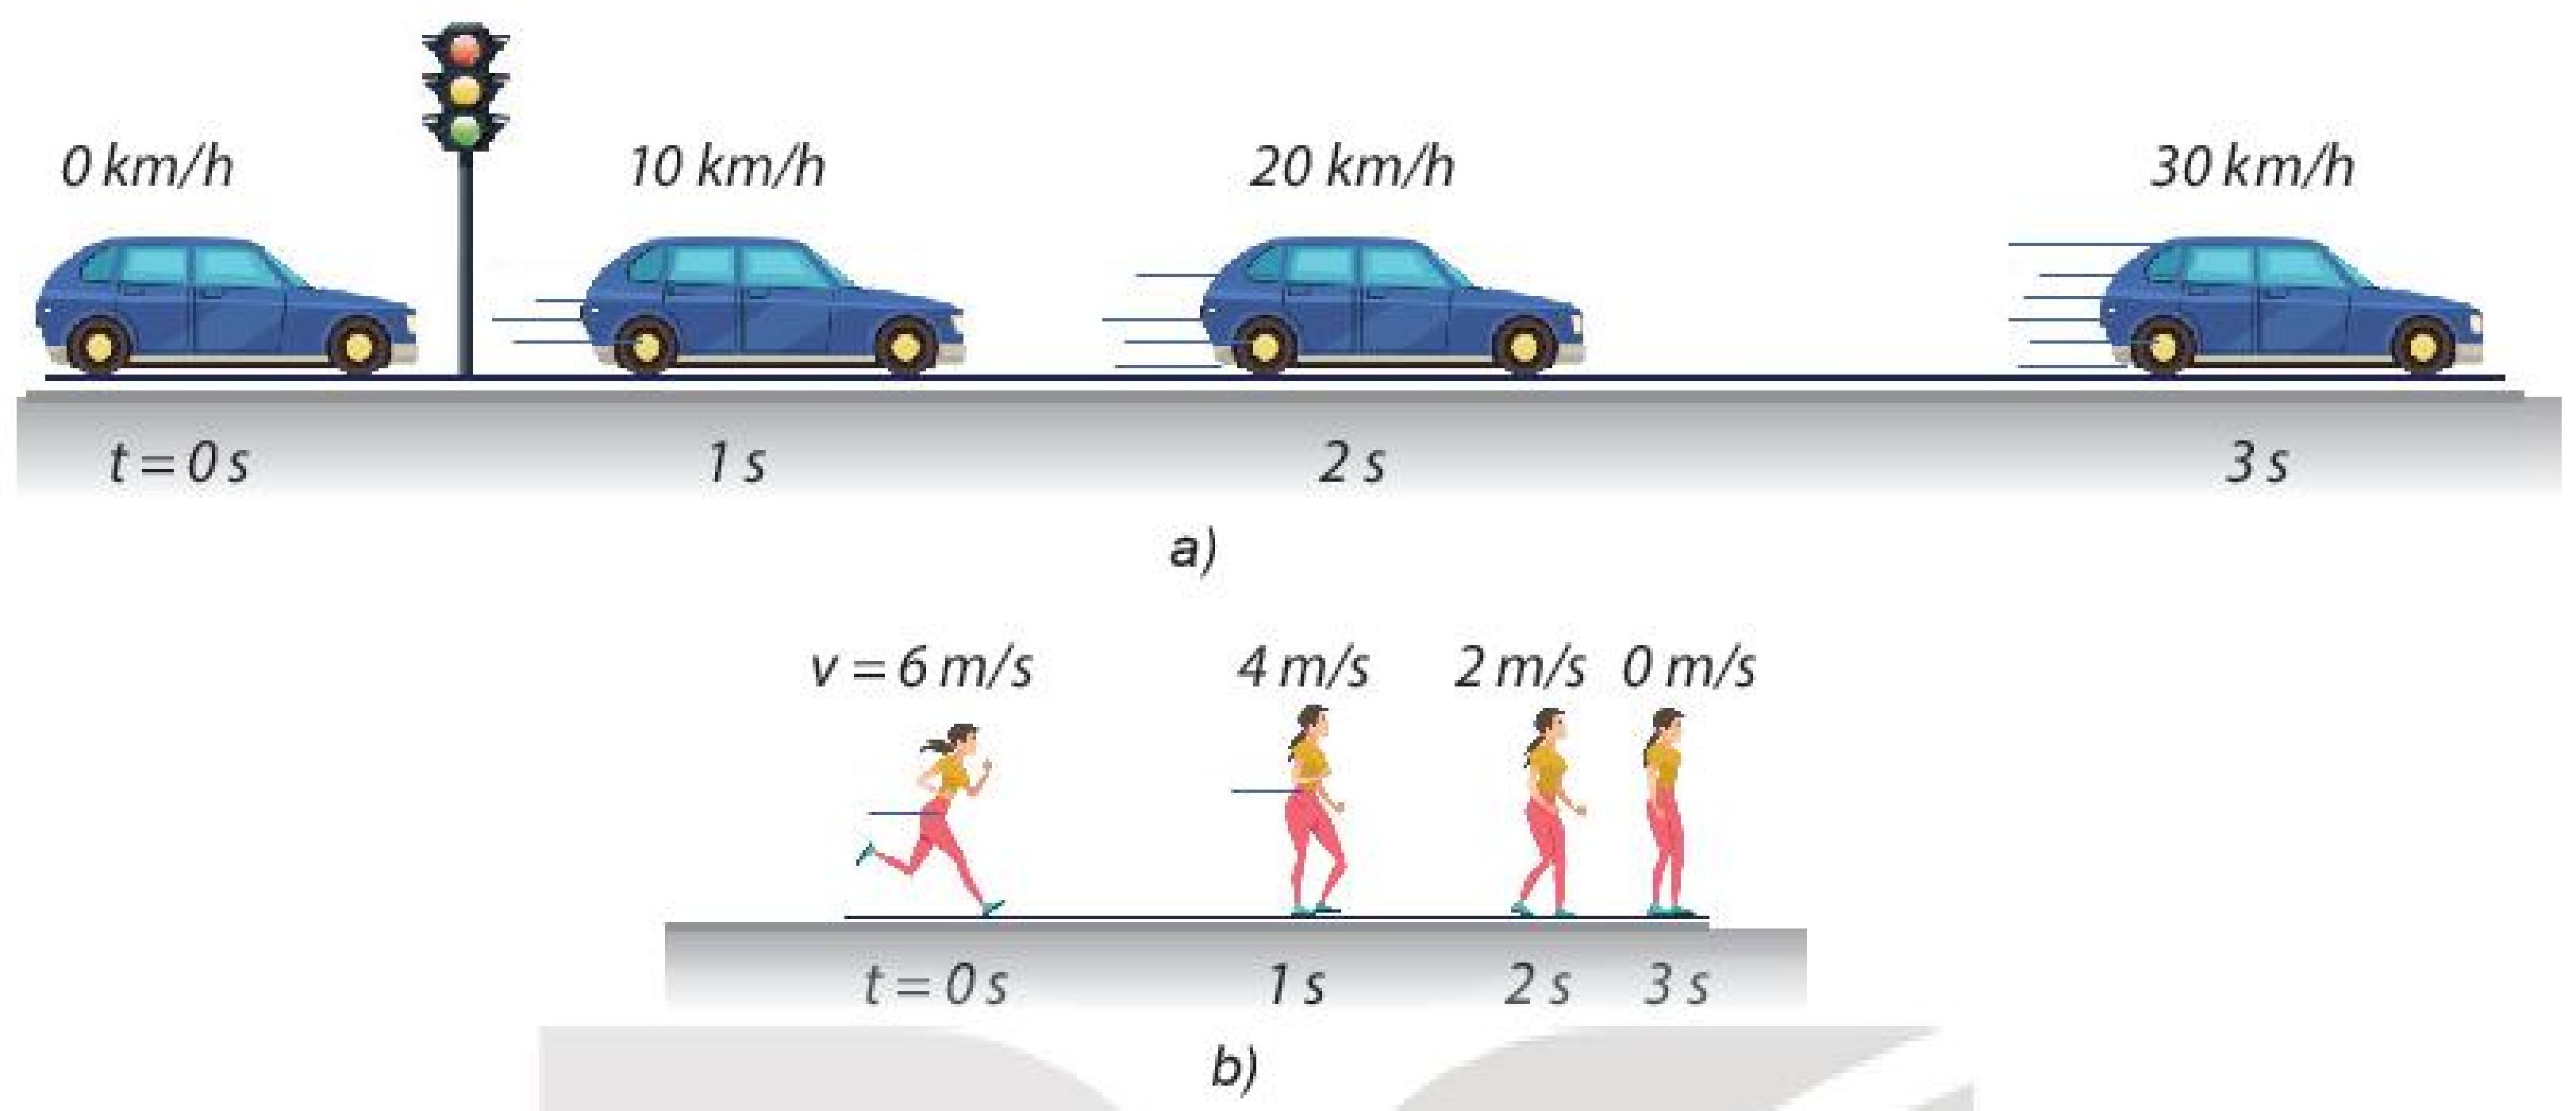 0 km/h 10 km/h 20 km/h 30 km/h
t = 0 s 1 s 2 s 3 s
a)
v = 6 m/s 4 m/s 2 m/s 0 m/s
t = 0 s 1 s 2 s 3 s
b)